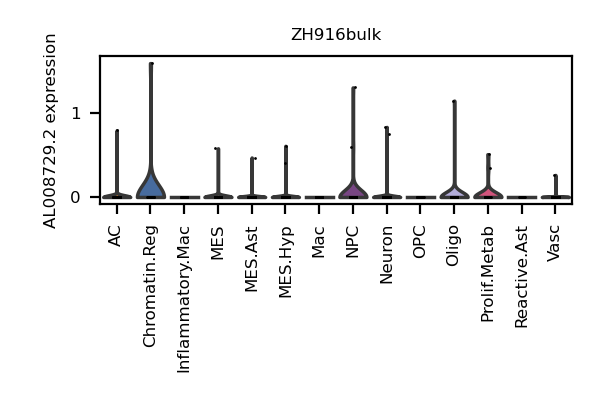 ZH916bulk
AL008729.2 expression
1
0
AC
Chromatin.Reg
Inflammatory.Mac
MES
MES.Ast
MES.Hyp
Mac
NPC
Neuron
OPC
Oligo
Prolif.Metab
Reactive.Ast
Vasc